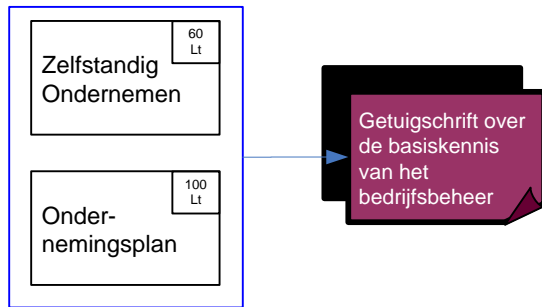 60
Lt
Zelfstandig
Ondernemen
100
Lt
Onder-
nemingsplan
Getuigschrift over
de basiskennis
van het
bedrijfsbeheer